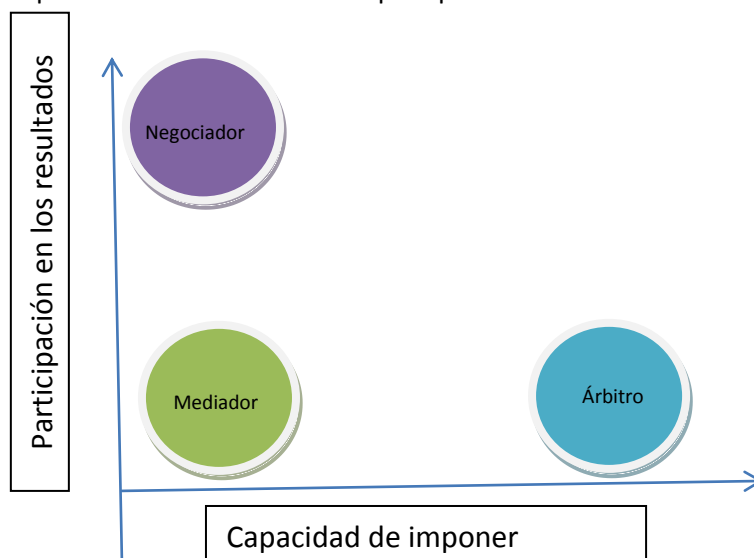 Participación en los resultados
Negociador
Mediador
Árbitro
Capacidad de imponer